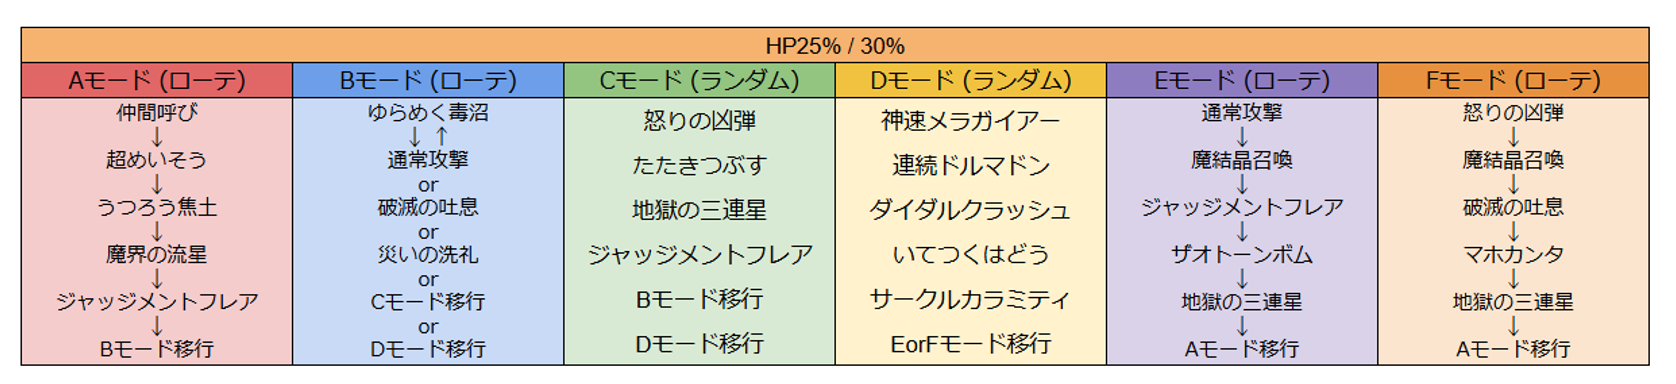 HP25% / 30%
Aモード (ローテ)
仲間呼び
↓
超めいそう
↓
うつろう焦土
↓
魔界の流星
↓
ジャッジメントフレア
↓
Bモード移行
Bモード (ローテ)
ゆらめく毒沼
↓ ↑
通常攻撃
or
破滅の吐息
or
災いの洗礼
or
Cモード移行
or
Dモード移行
Cモード (ランダム)
怒りの凶弾
たたきつぶす
地獄の三連星
ジャッジメントフレア
Bモード移行
Dモード移行
Dモード (ランダム)
神速メラガイアー
連続ドルマドン
ダイダルクラッシュ
いてつくはどう
サークルカラミティ
EorFモード移行
Eモード (ローテ)
通常攻撃
↓
魔結晶召喚
↓
ジャッジメントフレア
↓
ザオトーンボム
↓
地獄の三連星
↓
Aモード移行
Fモード (ローテ)
怒りの凶弾
↓
魔結晶召喚
↓
破滅の吐息
↓
マホカンタ
↓
地獄の三連星
↓
Aモード移行